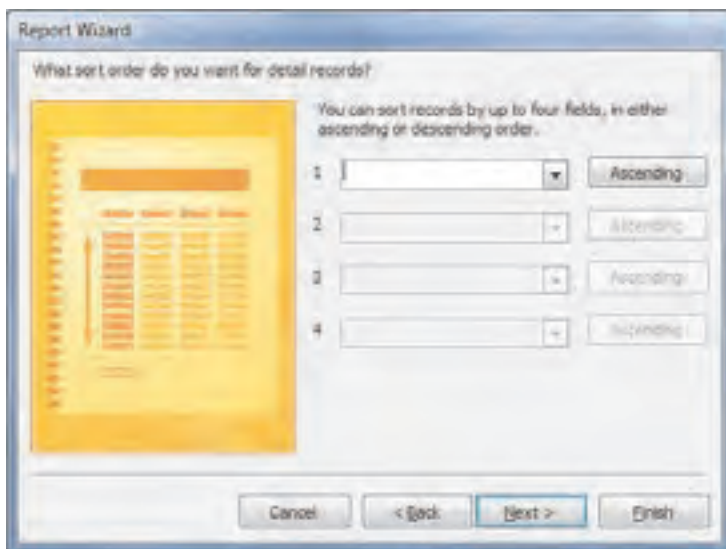 Report Wizard
What sort order do you want for detail records?
You can sort records by up to four fields, in either
ascending or descending order.
1 Ascending
2 Ascending
3 Ascending
4 Ascending
Cancel < Back Next > Finish